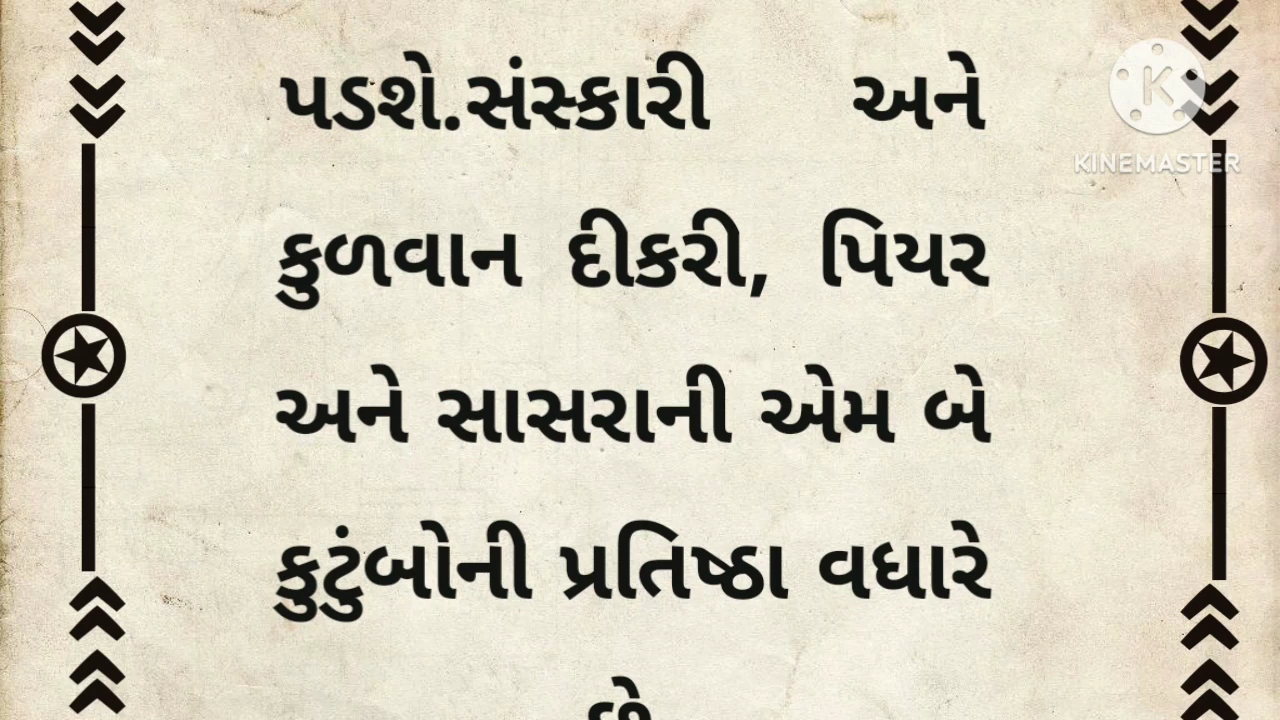 પડશે.સંસ્કારી અને
KINEMASTER
કુળવાન દીકરી, પિયર
અને સાસરાની એમ બે
કુટુંબોની પ્રતિષ્ઠા વધારે
છે